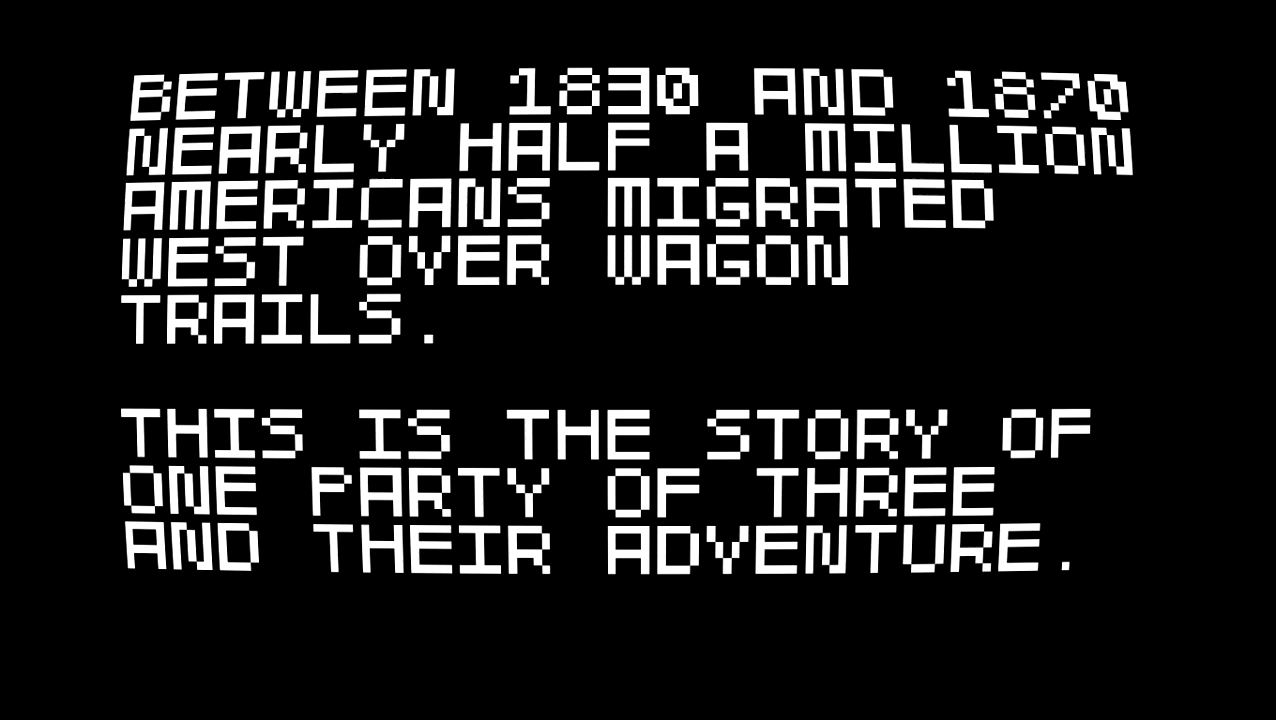 BETWEEN 1830 AND 1870
NEARLY HALF A MILLION
AMERICANS MIGRATED
WEST OVER WAGON
TRAILS.
THIS IS THE STORY OF
ONE PARTY OF THREE
AND THEIR ADVENTURE.